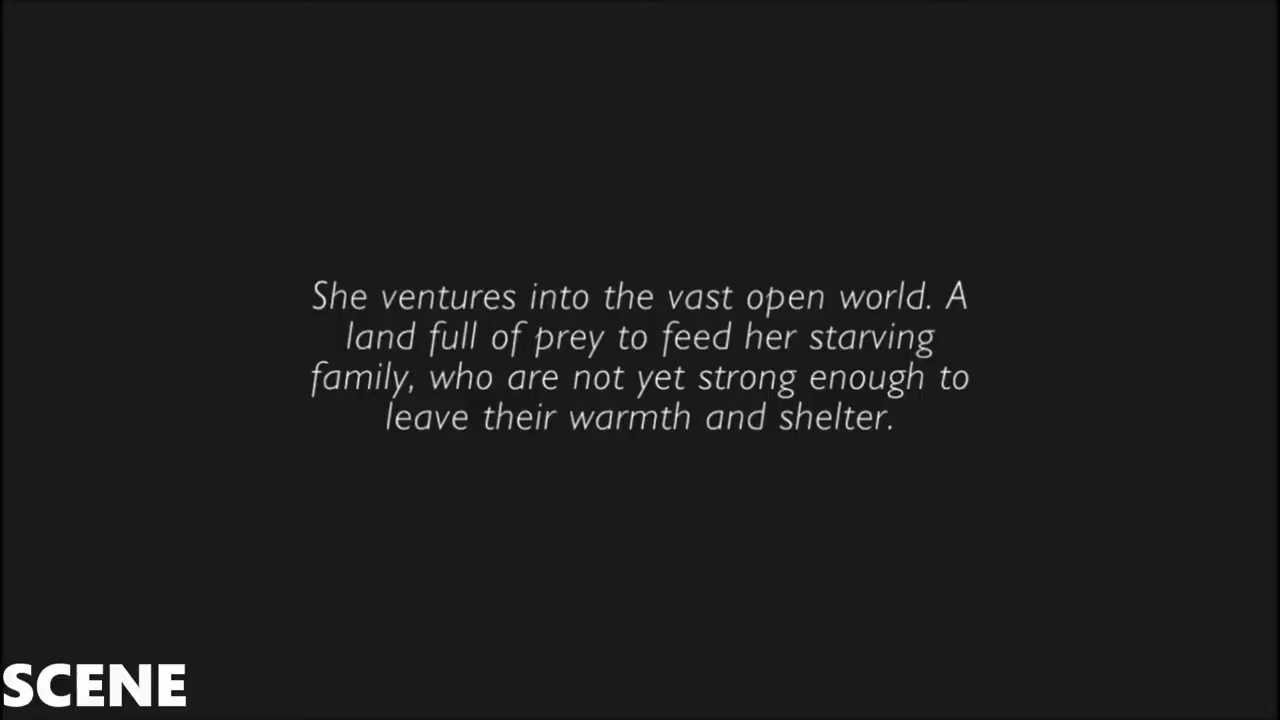 She ventures into the vast open world. A
land full of prey to feed her starving
family, who are not yet strong enough to
leave their warmth and shelter.
SCENE